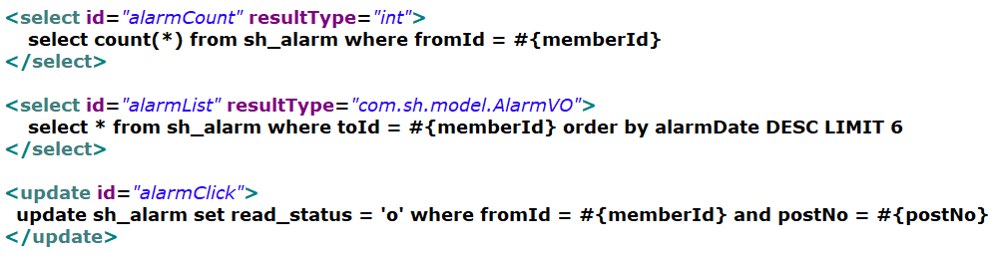 <select id="alarmCount" resultType="int">
select count(*) from sh_alarm where fromId = #{memberId}
</select>
<select id="alarmList" resultType="com.sh.model.AlarmVO">
select * from sh_alarm where toId = #{memberId} order by alarmDate DESC LIMIT 6
</select>
<update id="alarmClick">
update sh_alarm set read_status = 'o' where fromId = #{memberId} and postNo = #{postNo}
</update>